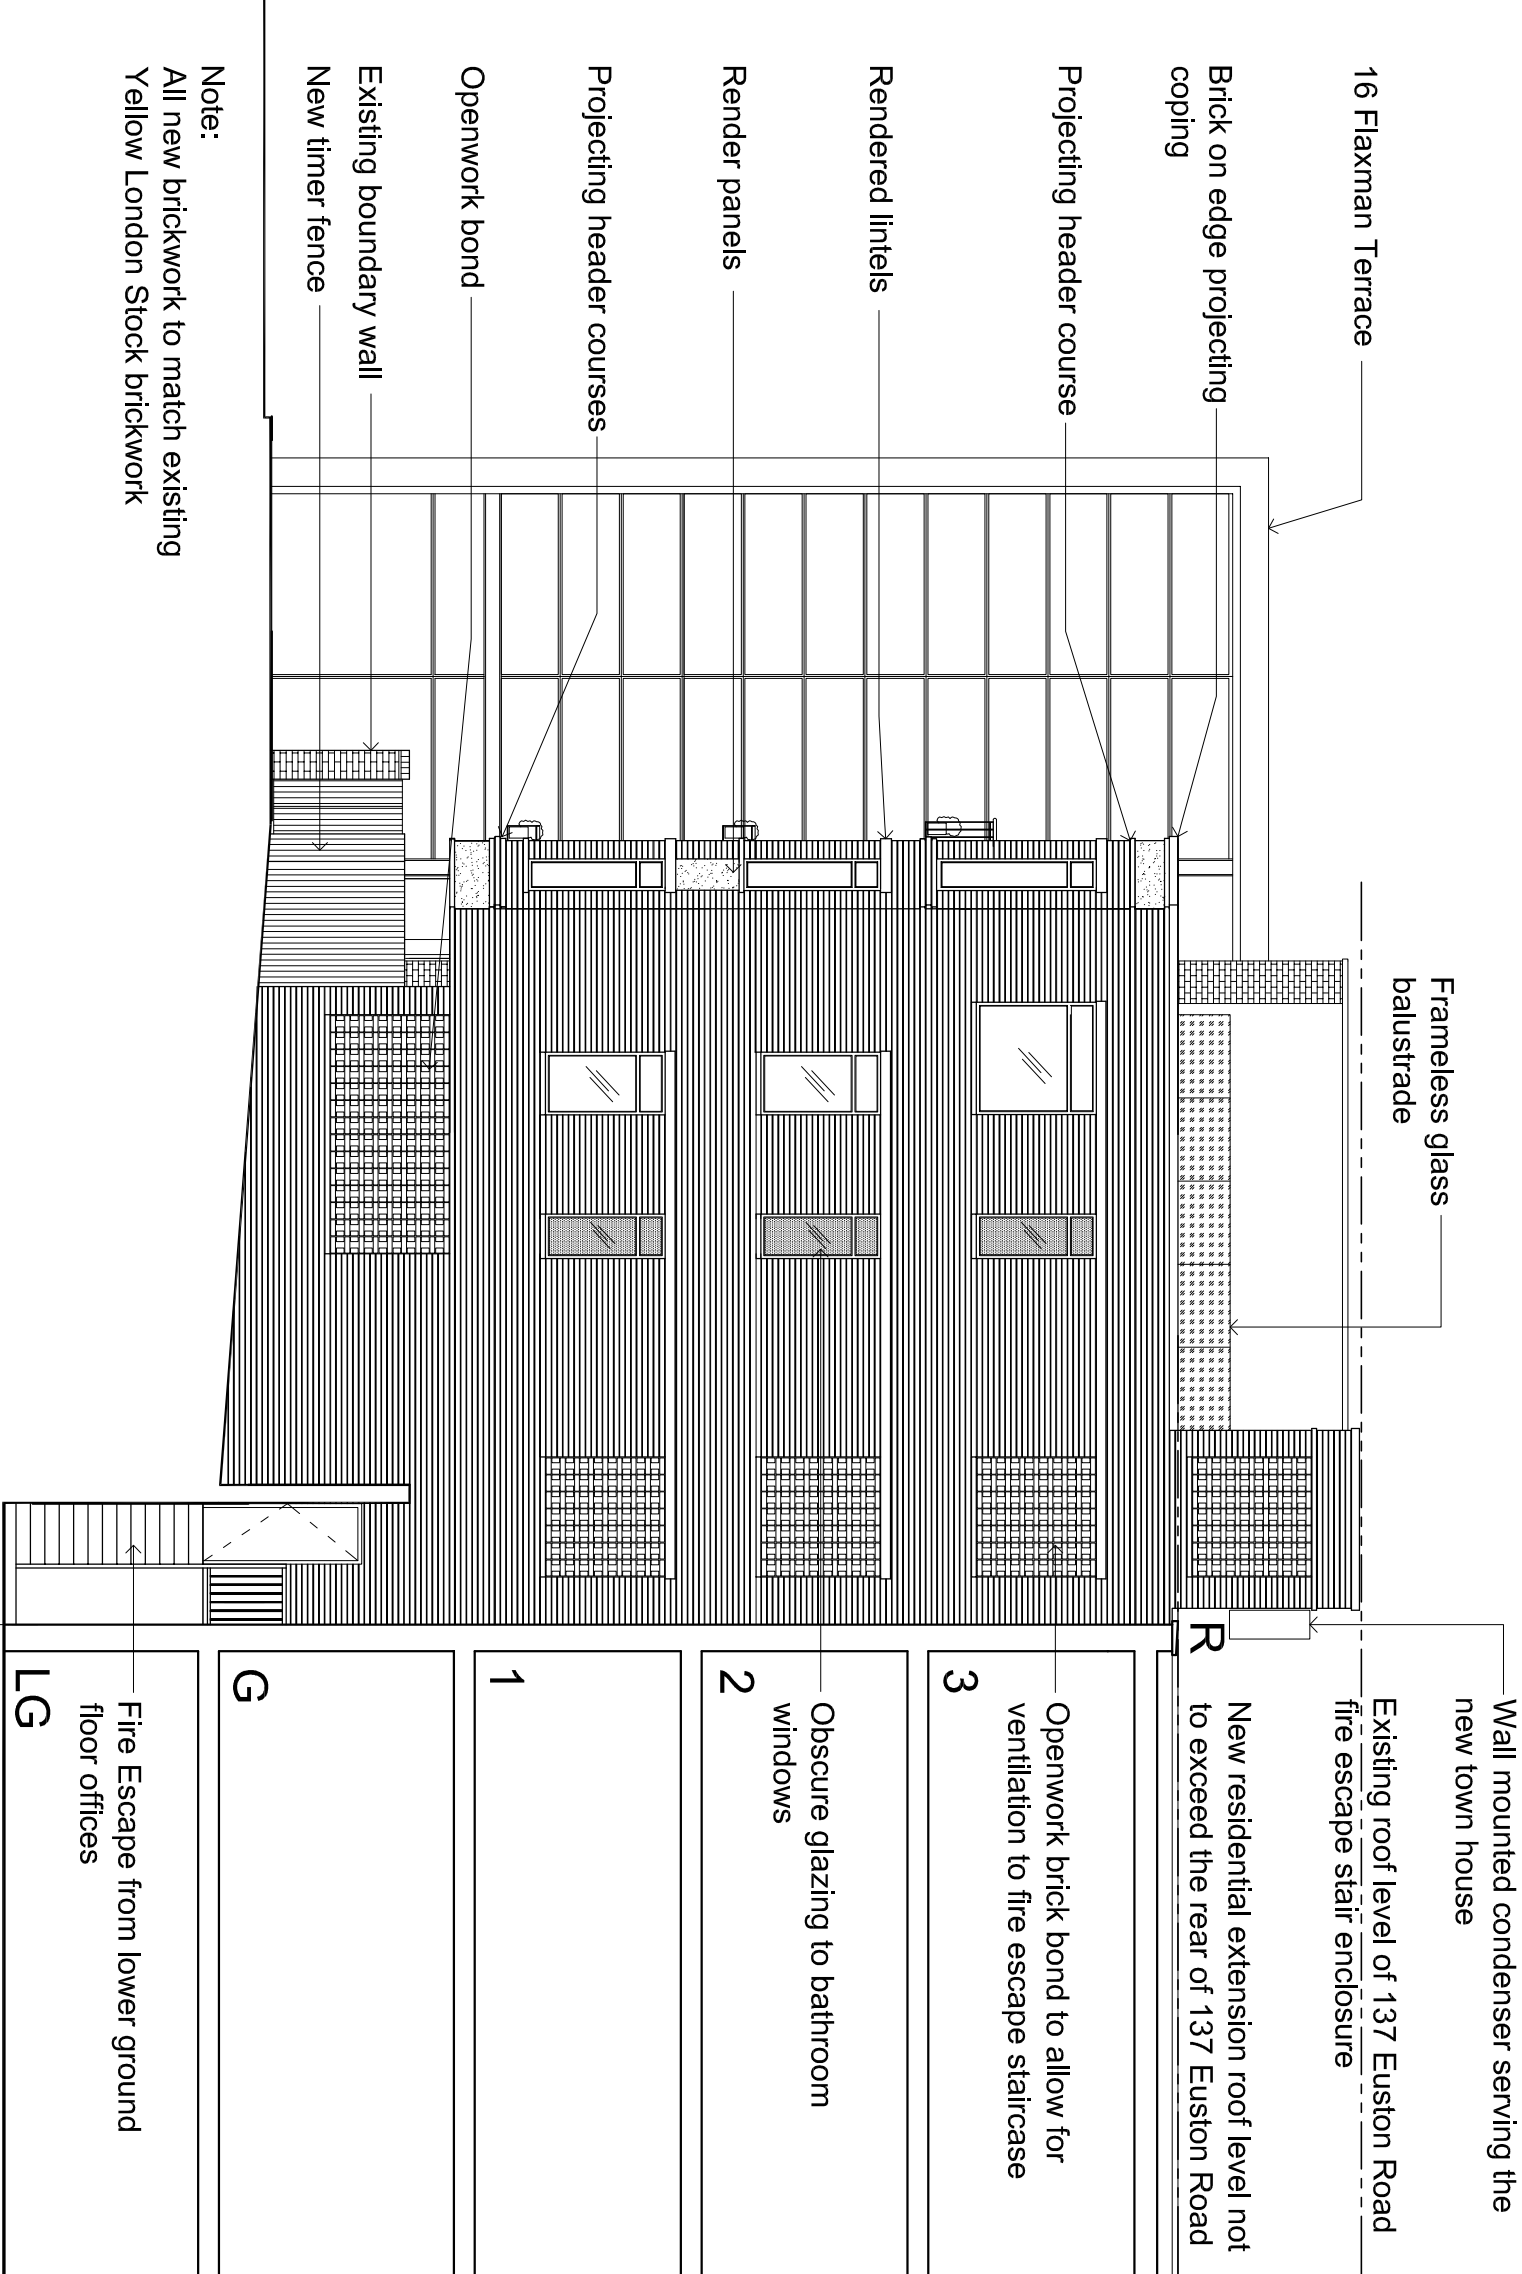 16 Flaxman Terrace
Brick on edge projecting
coping
Projecting header course
Rendered lintels
Render panels
Projecting header courses
Openwork bond
Existing boundary wall
New timer fence
Note:
All new brickwork to match existing
Yellow London Stock brickwork
Frameless glass
balustrade
Wall mounted condenser serving the
new town house
Existing roof level of 137 Euston Road
fire escape stair enclosure
R
New residential extension roof level not
to exceed the rear of 137 Euston Road
3
Openwork brick bond to allow for
ventilation to fire escape staircase
2
Obscure glazing to bathroom
windows
1
G
Fire Escape from lower ground
floor offices
LG